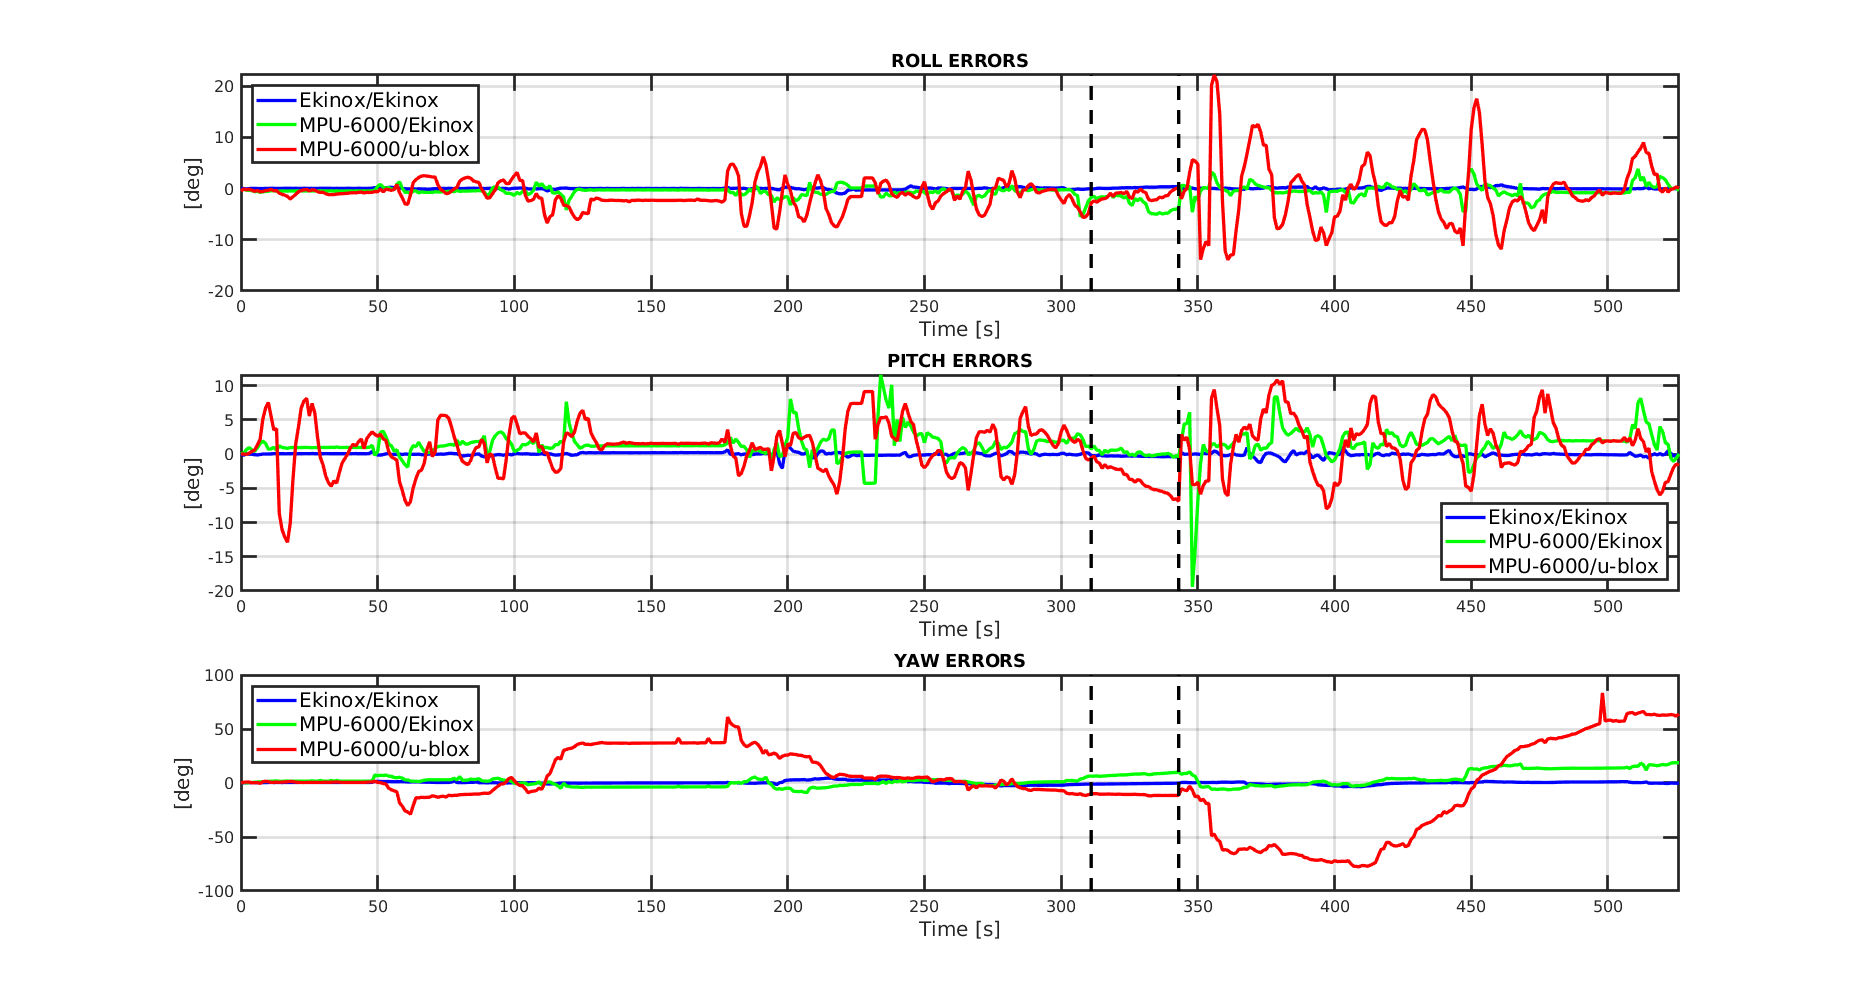 ROLL ERRORS
20
10
0
-10
-20
[deg]
Ekinox/Ekinox
MPU-6000/Ekinox
MPU-6000/u-blox
0 50 100 150 200 250 300 350 400 450 500
Time [s]
PITCH ERRORS
10
5
0
-5
-10
-15
-20
[deg]
Ekinox/Ekinox
MPU-6000/Ekinox
MPU-6000/u-blox
0 50 100 150 200 250 300 350 400 450 500
Time [s]
YAW ERRORS
100
50
0
-50
-100
[deg]
Ekinox/Ekinox
MPU-6000/Ekinox
MPU-6000/u-blox
0 50 100 150 200 250 300 350 400 450 500
Time [s]